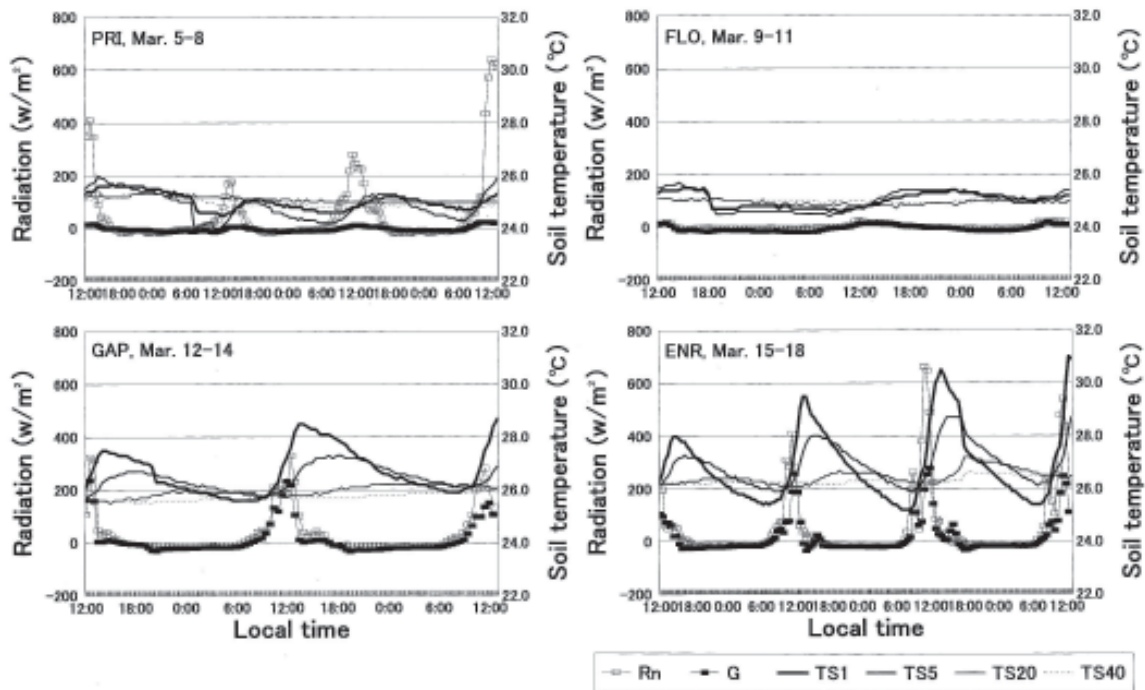 PRI, Mar. 5-8
Radiation (w/m²)
800
600
400
200
0
-200
32.0
30.0
28.0
26.0
24.0
22.0
Soil temperature (℃)
12:00 18:00 0:00 6:00 12:00 18:00 0:00 6:00 12:00 18:00 0:00 6:00 12:00
FLO, Mar. 9-11
Radiation (w/m²)
800
600
400
200
0
-200
32.0
30.0
28.0
26.0
24.0
22.0
Soil temperature (℃)
12:00 18:00 0:00 6:00 12:00 18:00 0:00 6:00 12:00
GAP, Mar. 12-14
Radiation (w/m²)
800
600
400
200
0
-200
32.0
30.0
28.0
26.0
24.0
22.0
Soil temperature (℃)
12:00 18:00 0:00 6:00 12:00 18:00 0:00 6:00 12:00
Local time
ENR, Mar. 15-18
Radiation (w/m²)
800
600
400
200
0
-200
32.0
30.0
28.0
26.0
24.0
22.0
Soil temperature (℃)
12:00 18:00 0:00 6:00 12:00 18:00 0:00 6:00 12:00 18:00 0:00 6:00 12:00
Local time
Rn G TS1 TS5 TS20 TS40